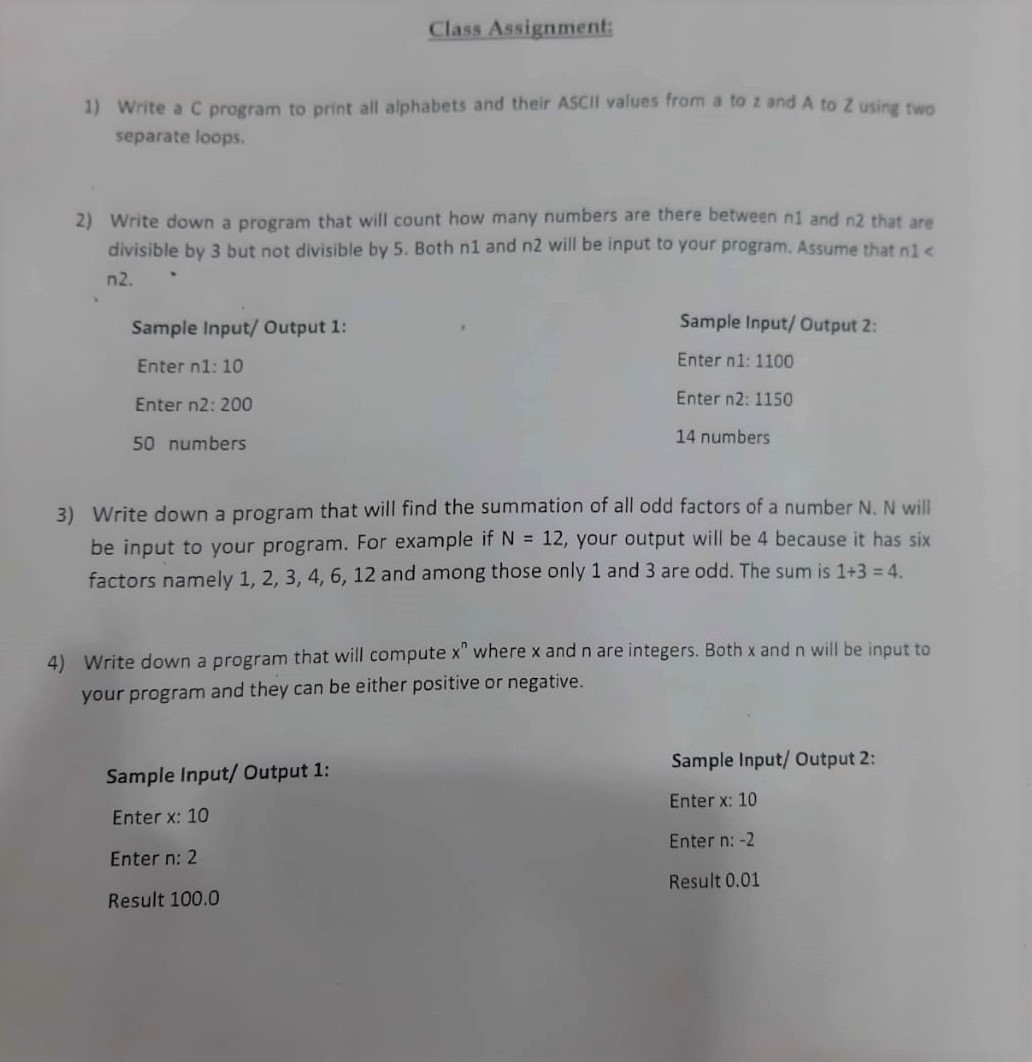 Class Assignment:
1) Write a C program to print all alphabets and their ASCII values from a to z and A to Z using two
separate loops.
2) Write down a program that will count how many numbers are there between n1 and n2 that are
divisible by 3 but not divisible by 5. Both n1 and n2 will be input to your program. Assume that n1 <
n2.
Sample Input/ Output 1:
Enter n1: 10
Enter n2: 200
50 numbers
Sample Input/ Output 2:
Enter n1: 1100
Enter n2: 1150
14 numbers
3) Write down a program that will find the summation of all odd factors of a number N. N will
be input to your program. For example if N = 12, your output will be 4 because it has six
factors namely 1, 2, 3, 4, 6, 12 and among those only 1 and 3 are odd. The sum is 1+3 = 4.
4) Write down a program that will compute xⁿ where x and n are integers. Both x and n will be input to
your program and they can be either positive or negative.
Sample Input/ Output 1:
Enter x: 10
Enter n: 2
Result 100.0
Sample Input/ Output 2:
Enter x: 10
Enter n: -2
Result 0.01